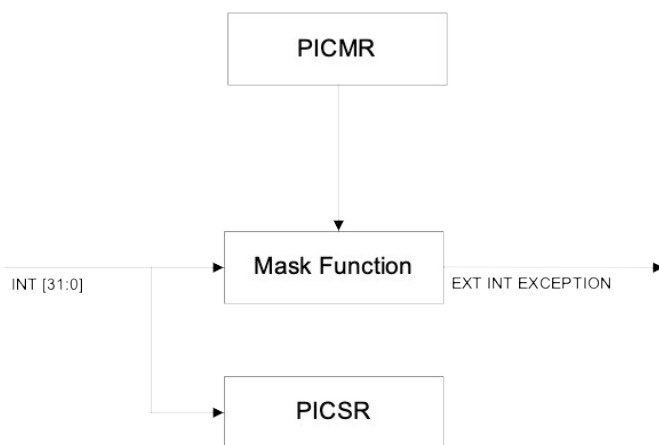 PICMR
Mask Function
INT [31:0]
EXT INT EXCEPTION
PICSR